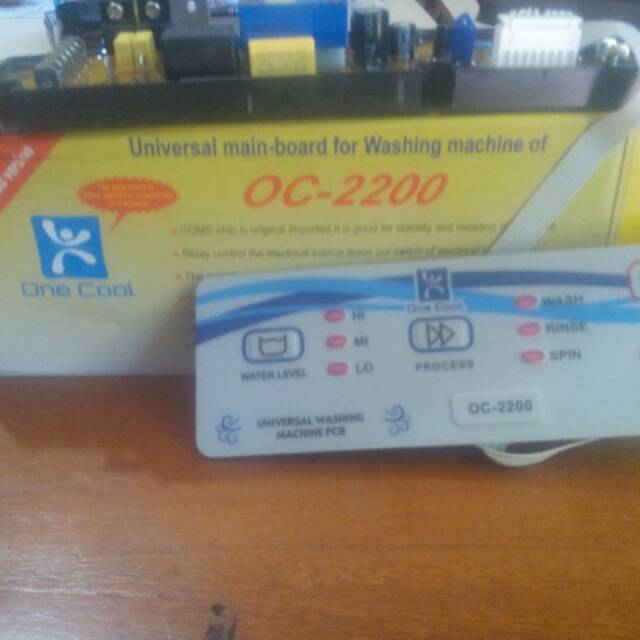 Universal main-board for Washing machine of
OC-2200
COMS chip is original imported,it is good for stability and
Relay control the electrical source,leave out switch of
The
One Cool
One Cool
HI
MI
LO
WATER LEVEL
PROCESS
WASH
RINSE
SPIN
OC-2200
UNIVERSAL WASHING
MACHINE PCB